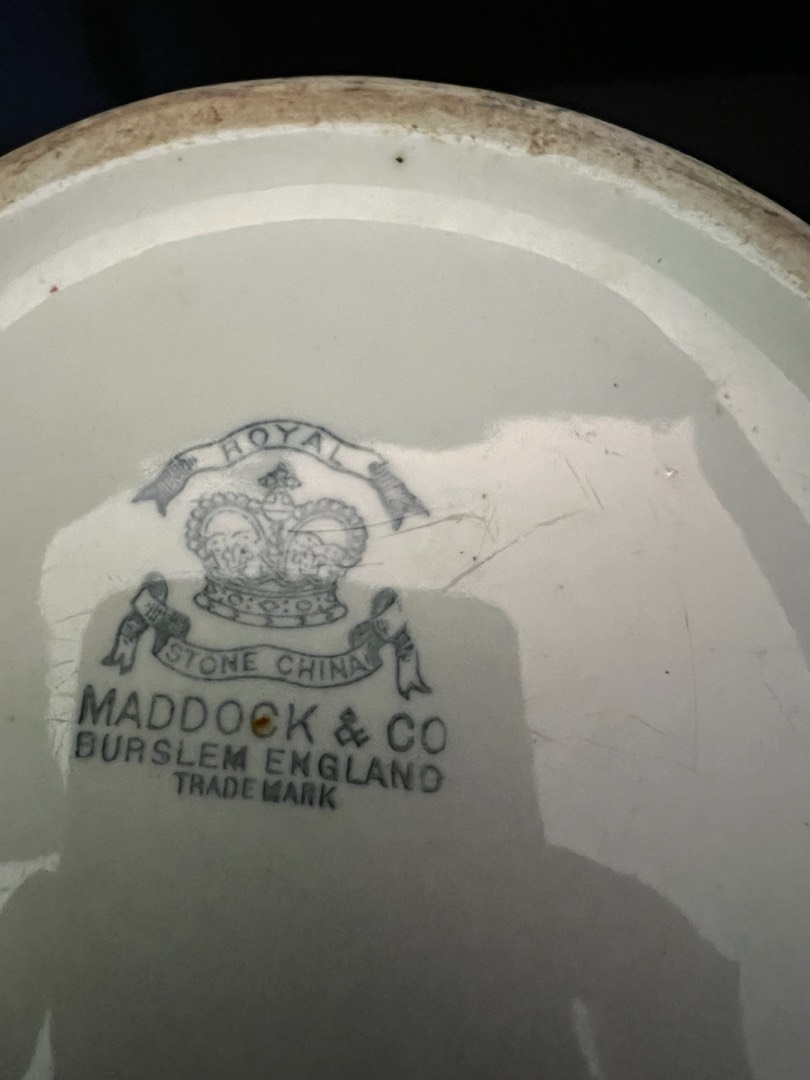 ROYAL
STONE CHINA
MADDOCK & CO
BURSLEM ENGLAND
TRADE MARK